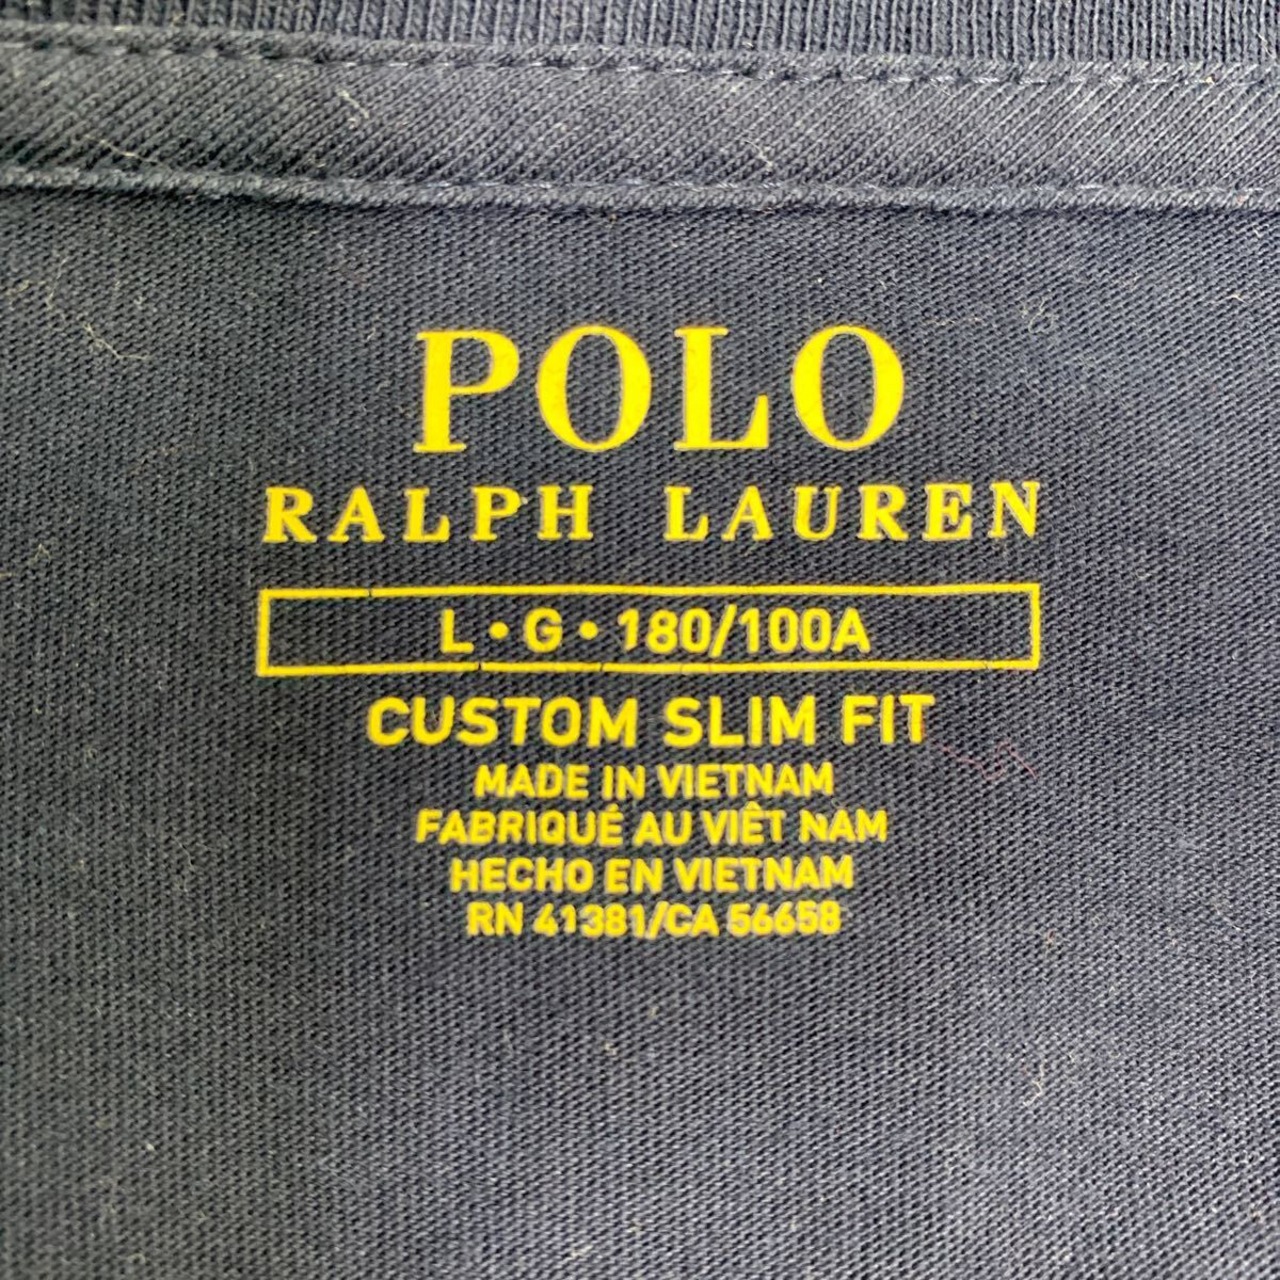 POLO
RALPH LAUREN
L • G • 180/100A
CUSTOM SLIM FIT
MADE IN VIETNAM
FABRIQUÉ AU VIÊT NAM
HECHO EN VIETNAM
RN 41381/CA 56658